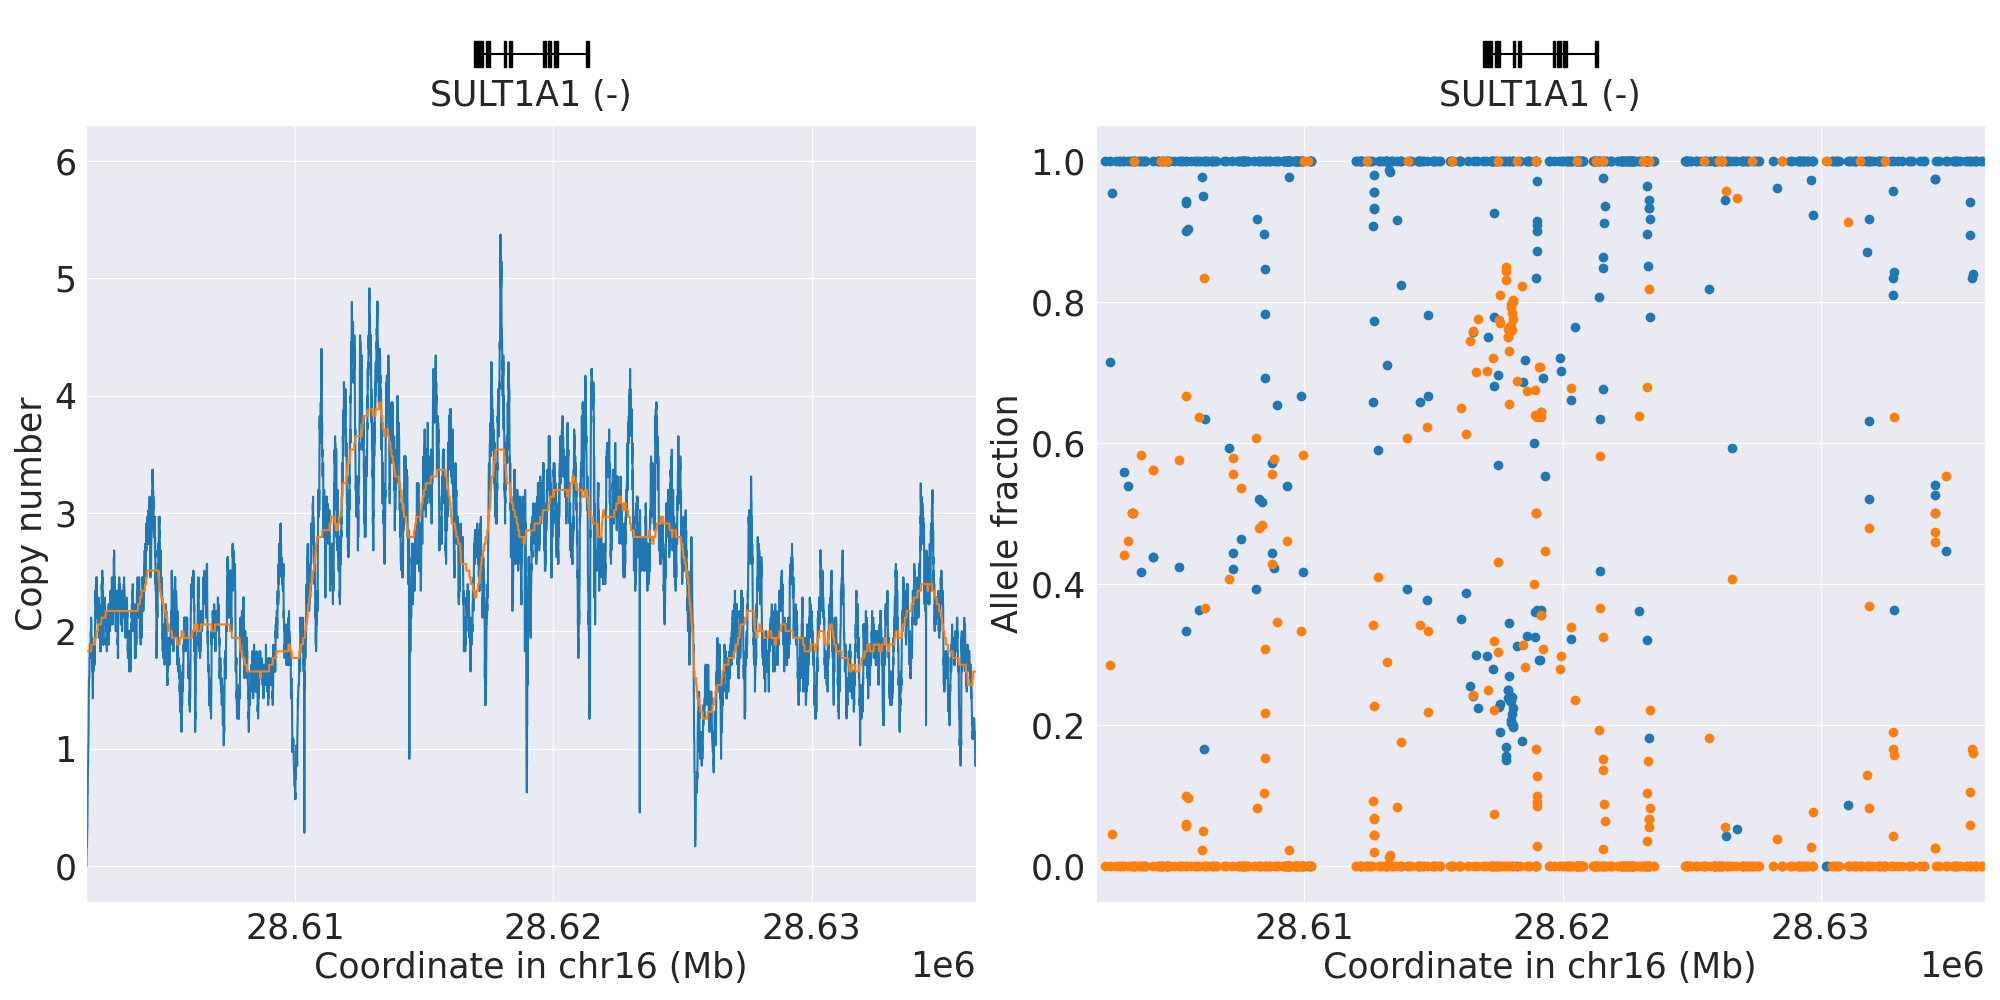 SULT1A1 (-)
6
5
4
3
2
1
0
Copy number
28.61
28.62
28.63
Coordinate in chr16 (Mb)
1e6
SULT1A1 (-)
1.0
0.8
0.6
0.4
0.2
0.0
Allele fraction
28.61
28.62
28.63
Coordinate in chr16 (Mb)
1e6